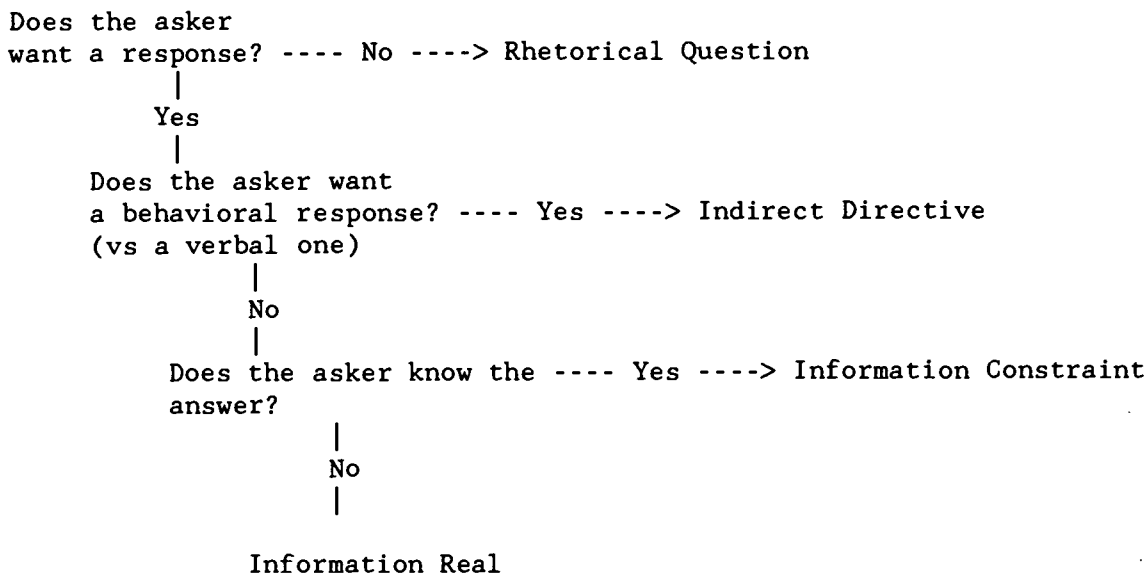 Does the asker
want a response? ---- No ----> Rhetorical Question
|
Yes
|
Does the asker want
a behavioral response? ---- Yes ----> Indirect Directive
(vs a verbal one)
|
No
|
Does the asker know the ---- Yes ----> Information Constraint
answer?
|
No
|
Information Real